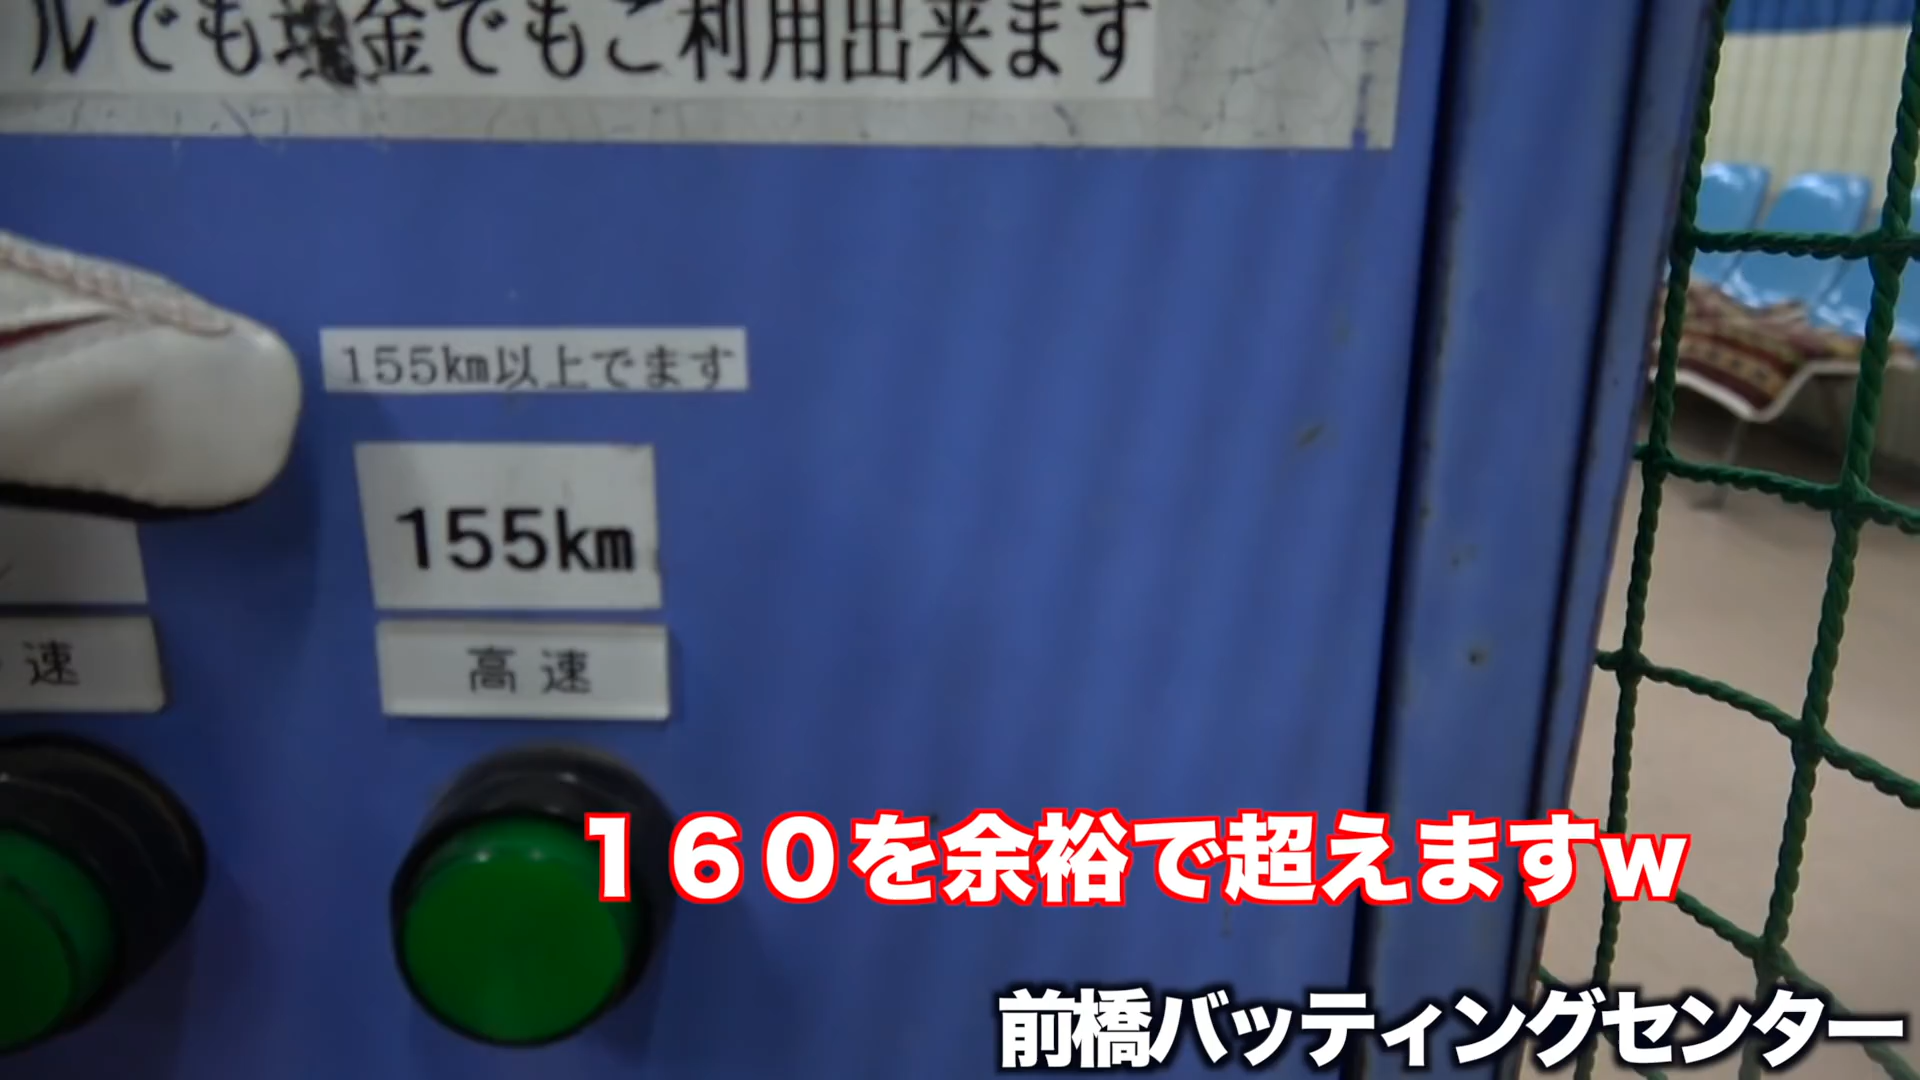 ルでも現金でもご利用出来ます
155km以上でます
155km
速
高速
160を余裕で超えますw
前橋バッティングセンター